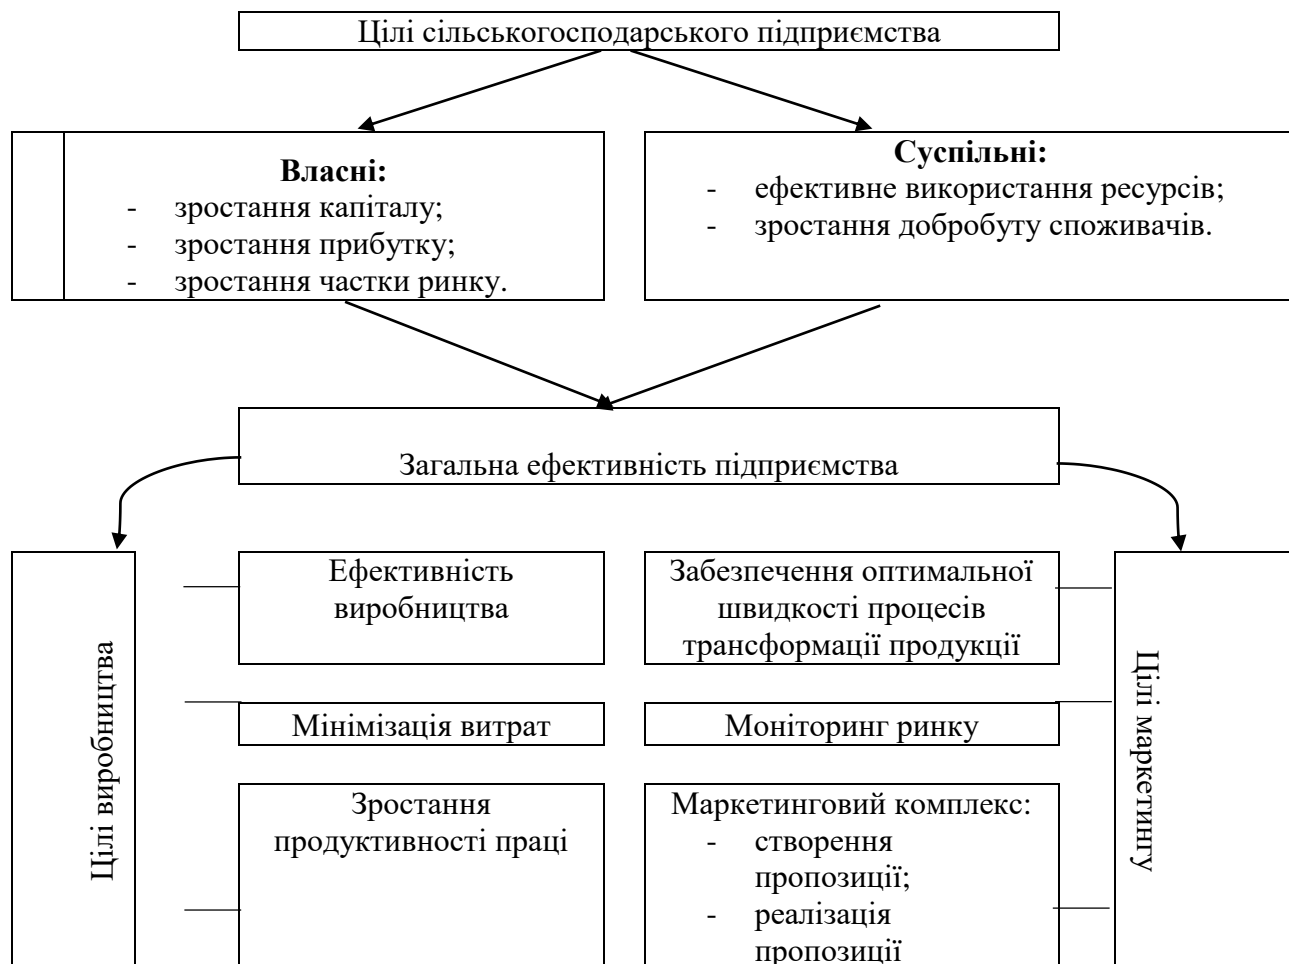 Цілі сільськогосподарського підприємства
Власні:
- зростання капіталу;
- зростання прибутку;
- зростання частки ринку.
Суспільні:
- ефективне використання ресурсів;
- зростання добробуту споживачів.
Загальна ефективність підприємства
Цілі виробництва
Ефективність
виробництва
Мінімізація витрат
Зростання
продуктивності праці
Забезпечення оптимальної
швидкості процесів
трансформації продукції
Моніторинг ринку
Маркетинговий комплекс:
- створення
пропозиції;
- реалізація
пропозиції
Цілі маркетингу